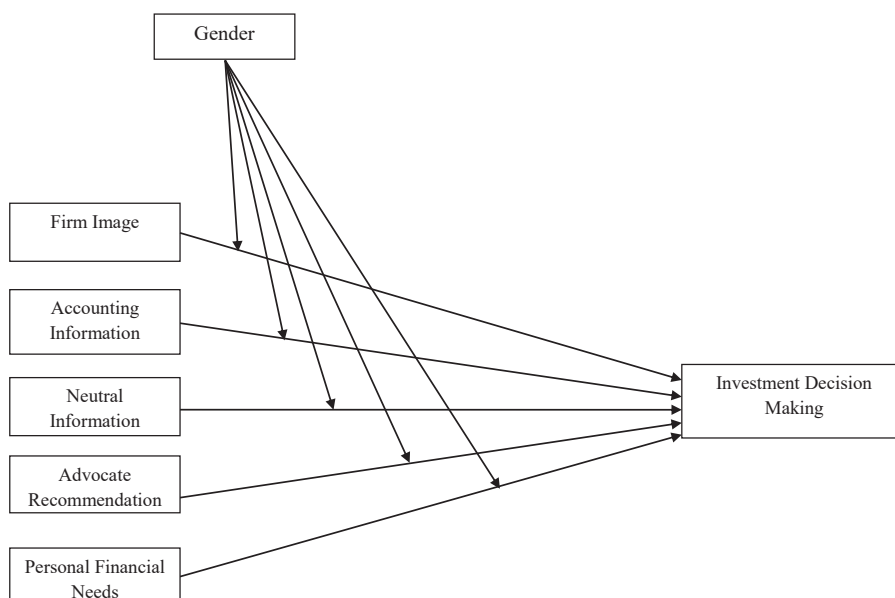 Gender
Firm Image
Accounting
Information
Neutral
Information
Advocate
Recommendation
Personal Financial
Needs
Investment Decision
Making